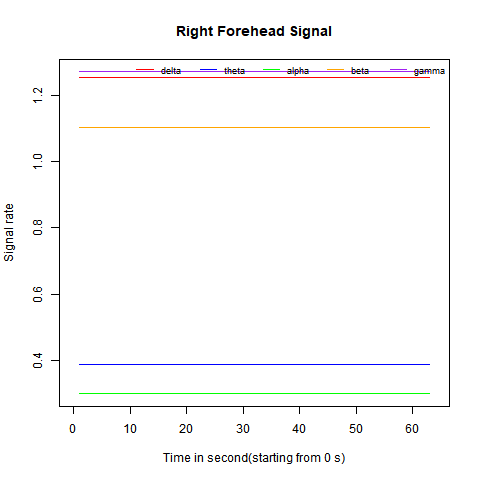 Right Forehead Signal
delta theta alpha beta gamma
1.2
1.0
0.8
0.6
0.4
Signal rate
0 10 20 30 40 50 60
Time in second(starting from 0 s)